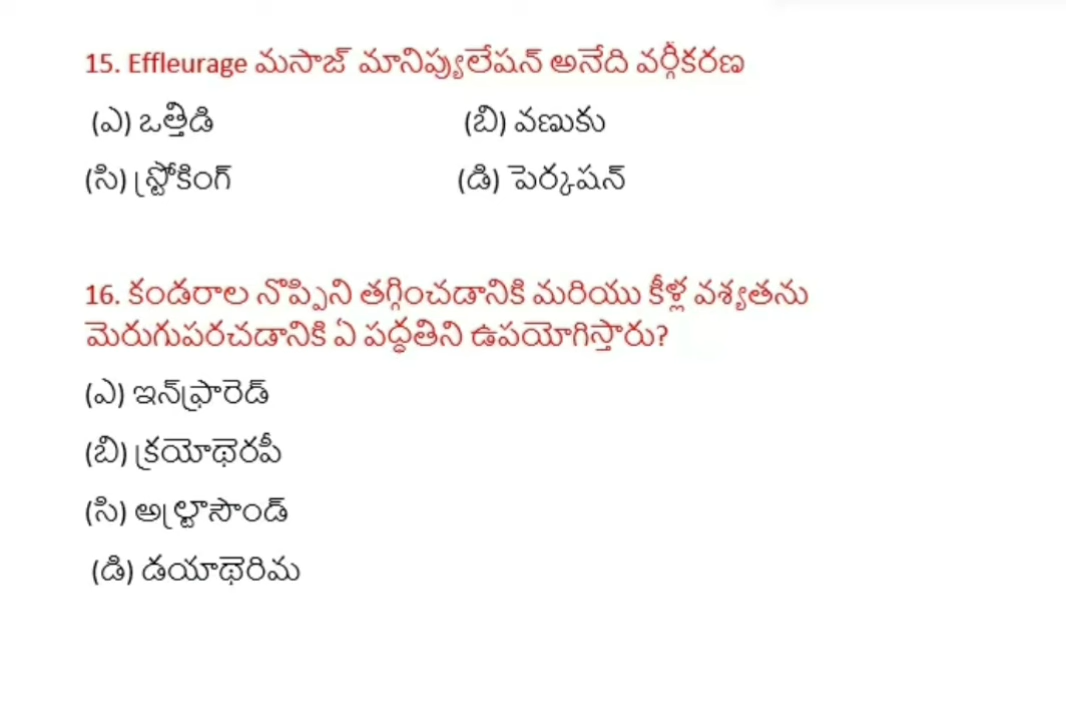 15. Effleurage మసాజ్ మానిప్యులేషన్ అనేది వర్గీకరణ
(ఎ) ఒత్తిడి (బి) వణుకు
(సి) స్ట్రోకింగ్ (డి) పెర్కషన్
16. కండరాల నొప్పిని తగ్గించడానికి మరియు కీళ్ల వశ్యతను
మెరుగుపరచడానికి ఏ పద్ధతిని ఉపయోగిస్తారు?
(ఎ) ఇన్ఫ్రారెడ్
(బి) క్రయోథెరపీ
(సి) అల్ట్రాసౌండ్
(డి) డయాథెరిమ